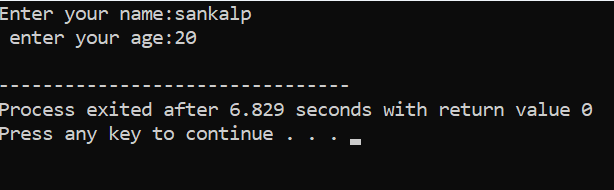 Enter your name:sankalp
 enter your age:20
--------------------------------
Process exited after 6.829 seconds with return value 0
Press any key to continue . . .